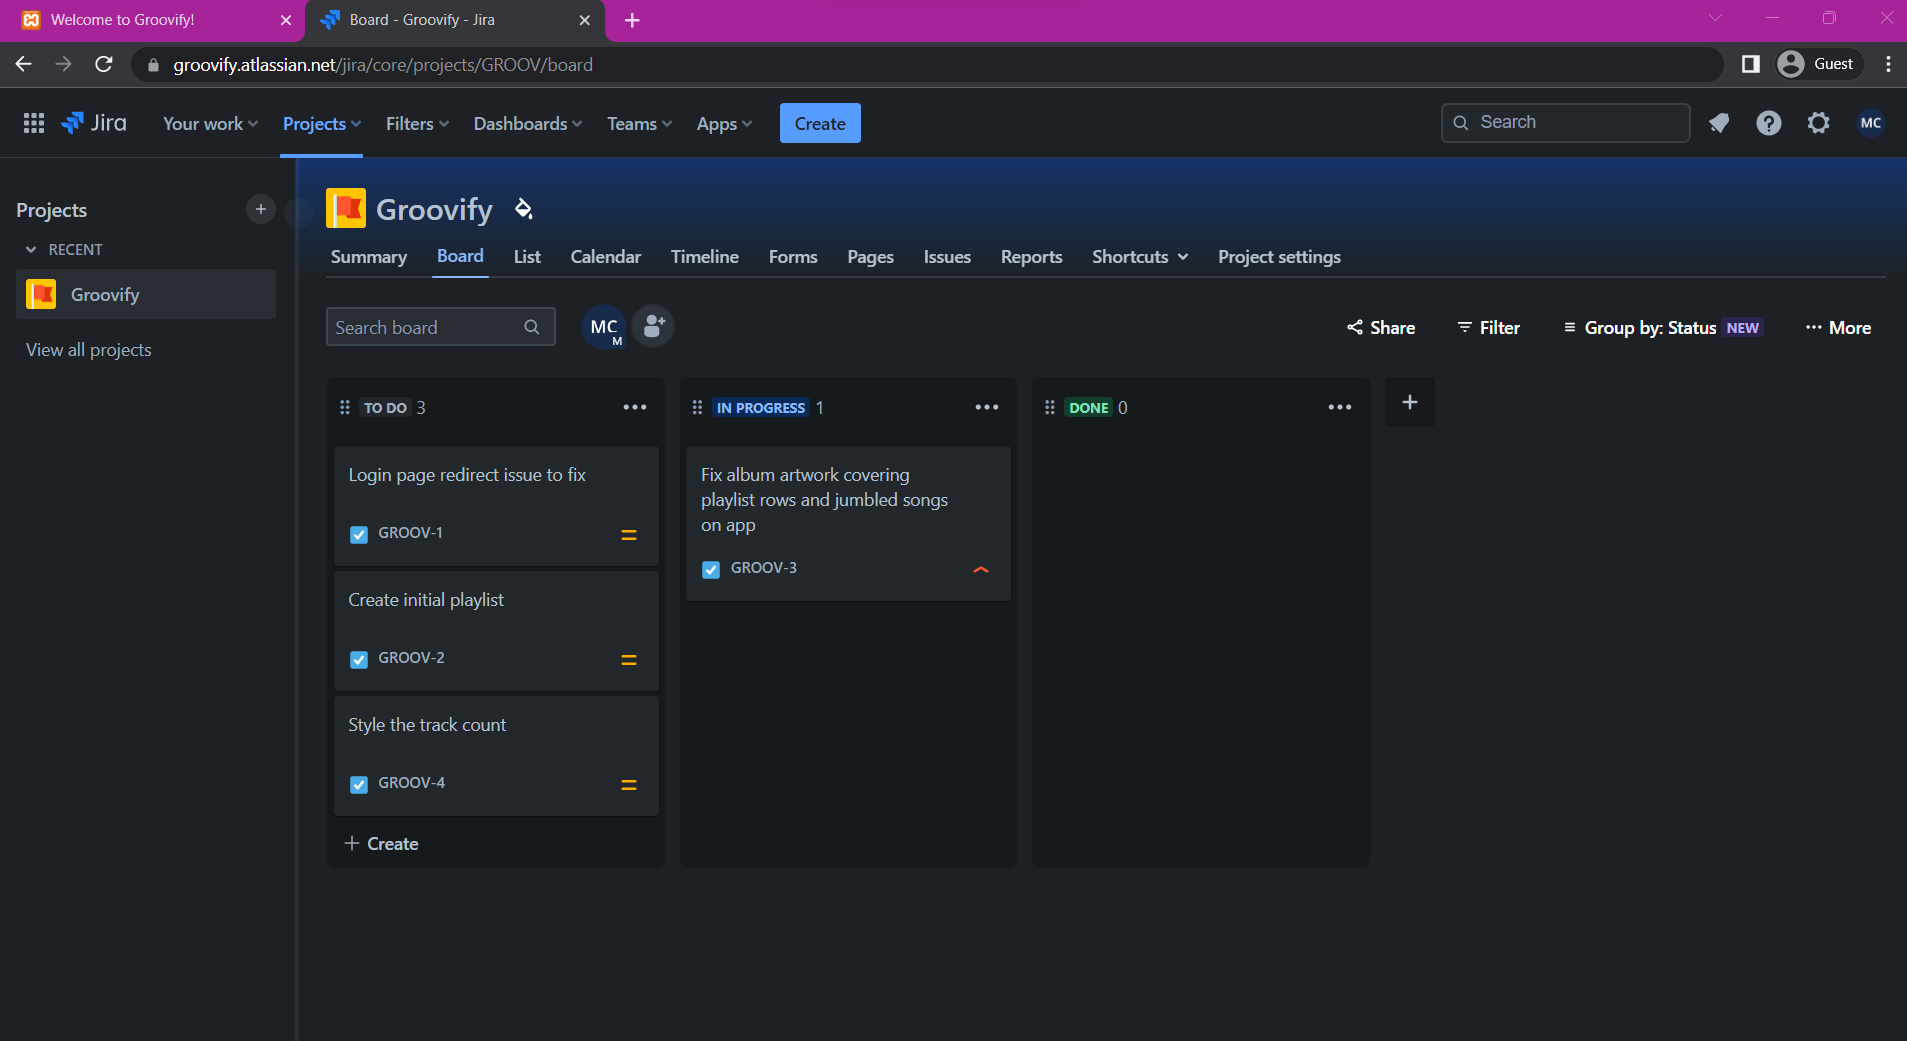 Welcome to Groovify!
Board - Groovify - Jira
groovify.atlassian.net/jira/core/projects/GROOV/board
Guest
Jira
Your work
Projects
Filters
Dashboards
Teams
Apps
Create
Search
MC
Projects
RECENT
Groovify
View all projects
Groovify
Summary
Board
List
Calendar
Timeline
Forms
Pages
Issues
Reports
Shortcuts
Project settings
Search board
MC
M
Share
Filter
Group by: Status NEW
More
TO DO 3
Login page redirect issue to fix
GROOV-1
Create initial playlist
GROOV-2
Style the track count
GROOV-4
Create
IN PROGRESS 1
Fix album artwork covering
playlist rows and jumbled songs
on app
GROOV-3
DONE 0